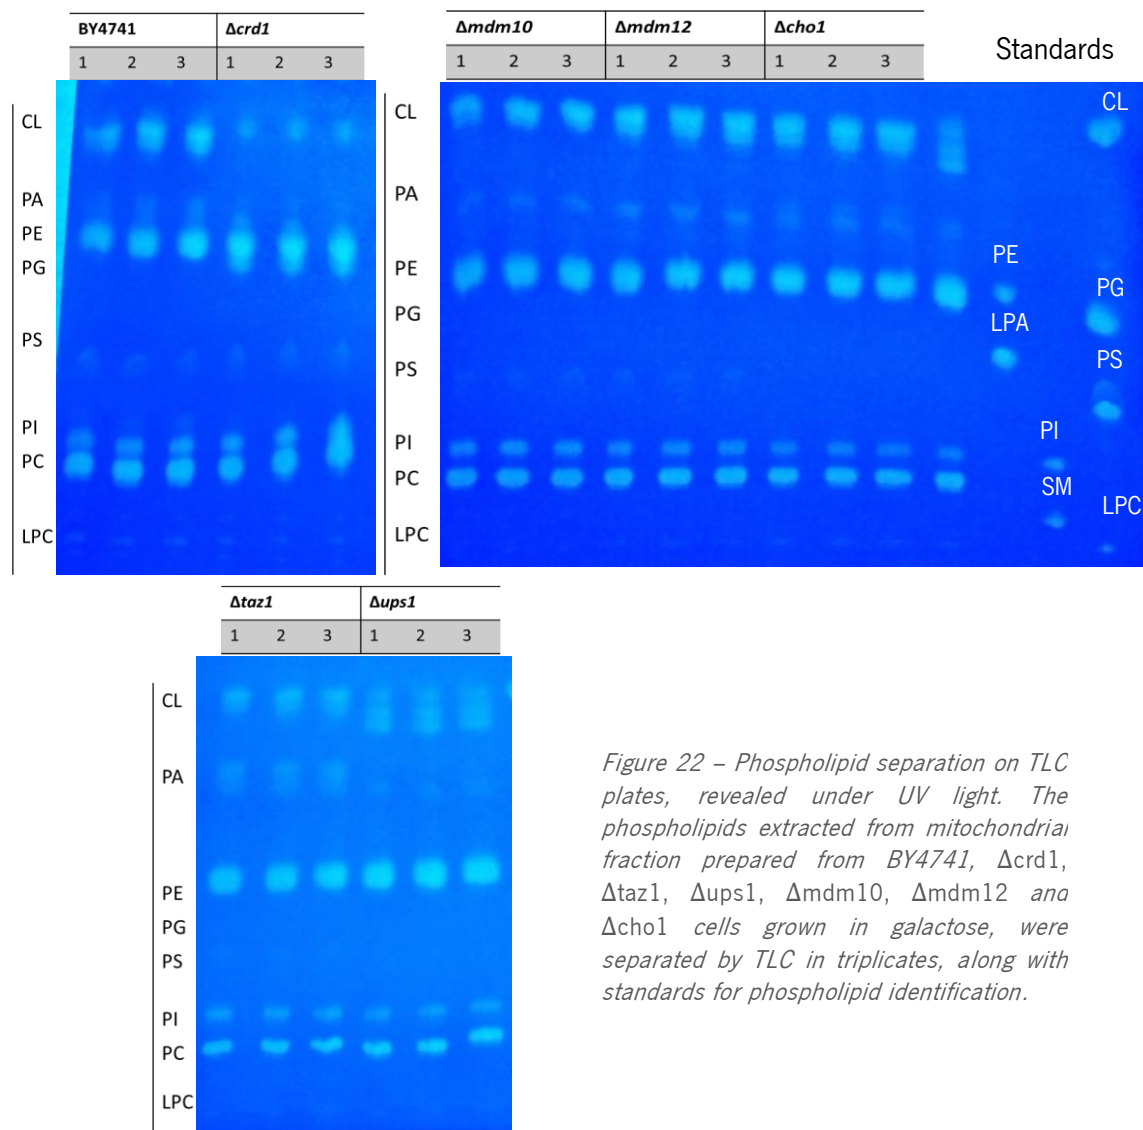 BY4741 Δcrd1
1 2 3 1 2 3
CL
PA
PE
PG
PS
PI
PC
LPC
Δmdm10 Δmdm12 Δcho1
1 2 3 1 2 3 1 2 3
CL
PA
PE
PG
PS
PI
PC
LPC
Standards
CL
PE
PG
LPA
PS
PI
SM
LPC
Δtaz1 Δups1
1 2 3 1 2 3
CL
PA
PE
PG
PS
PI
PC
LPC
Figure 22 – Phospholipid separation on TLC
plates, revealed under UV light. The
phospholipids extracted from mitochondrial
fraction prepared from BY4741, Δcrd1,
Δtaz1, Δups1, Δmdm10, Δmdm12 and
Δcho1 cells grown in galactose, were
separated by TLC in triplicates, along with
standards for phospholipid identification.